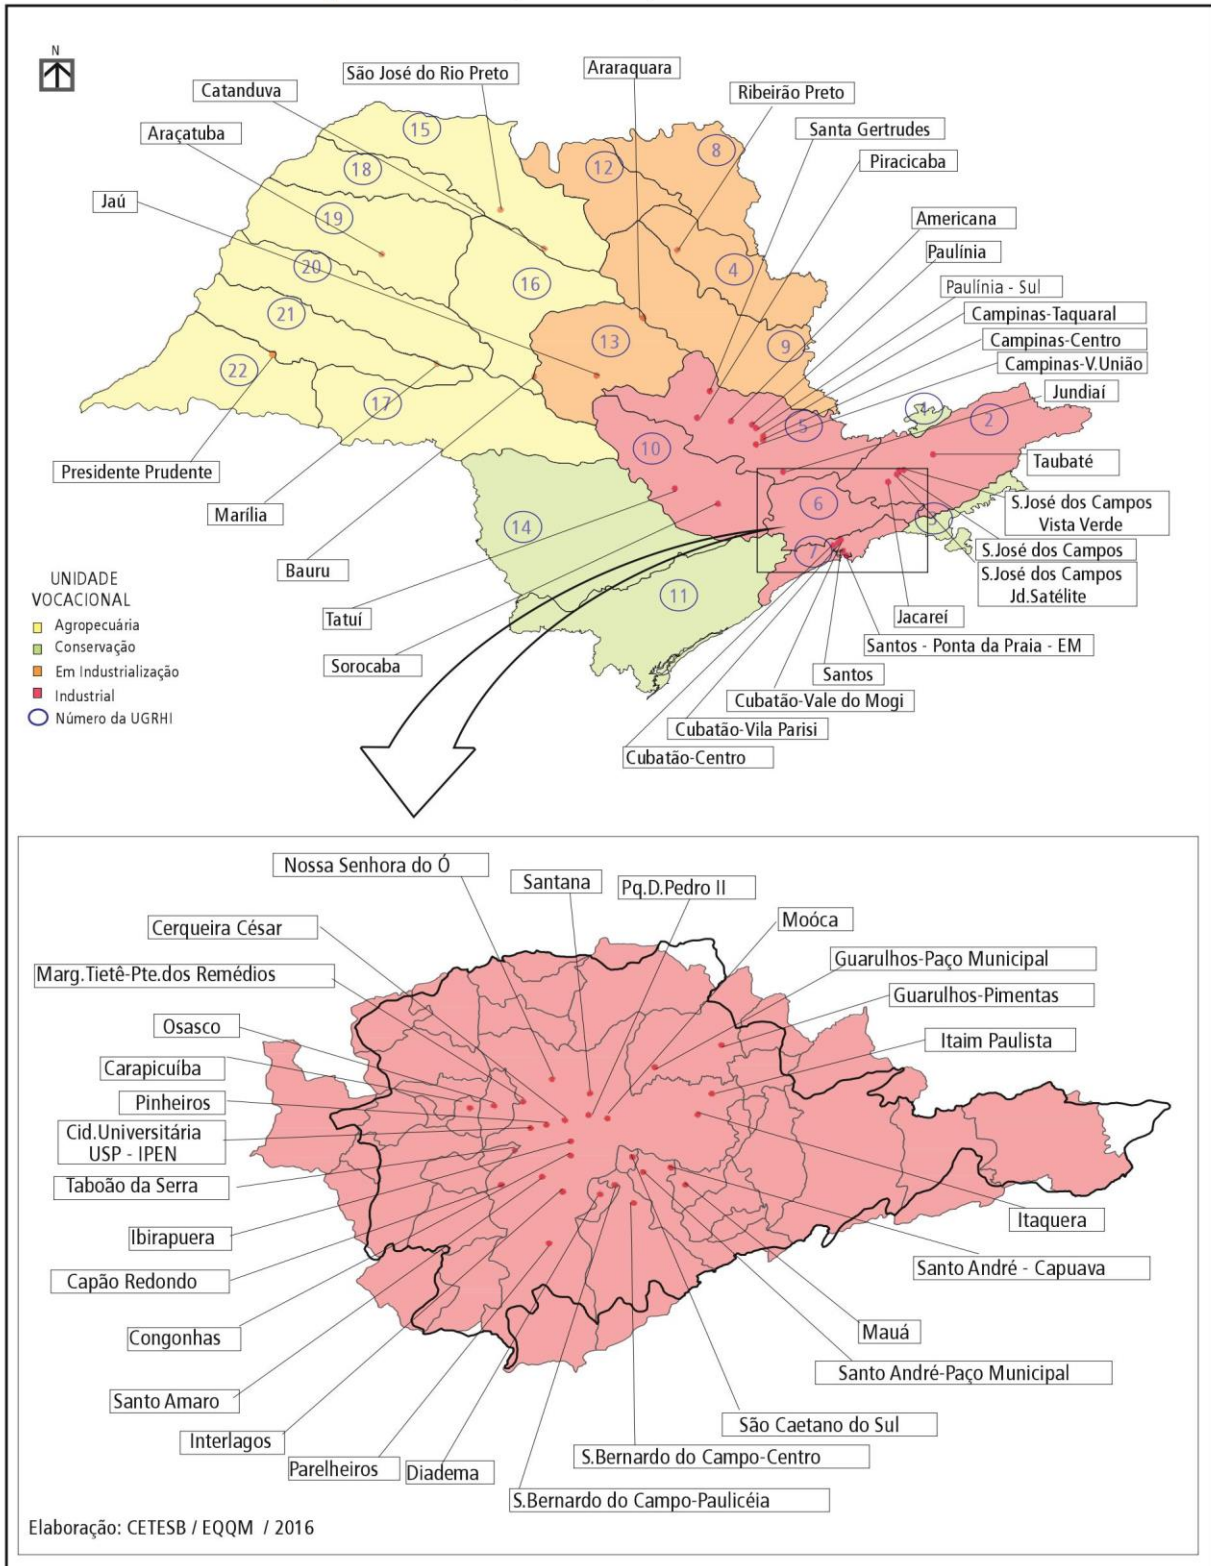 N
São José do Rio Preto
Araraquara
Catanduva
Ribeirão Preto
Araçatuba
Santa Gertrudes
Piracicaba
Jaú
Americana
Paulínia
Paulínia - Sul
Campinas-Taquaral
Campinas-Centro
Campinas-V.União
Jundiaí
15
18
19
20
21
22
17
16
13
12
8
4
9
5
10
1
2
3
6
7
14
11
Presidente Prudente
Marília
Bauru
Tatuí
Sorocaba
Taubaté
S.José dos Campos
Vista Verde
S.José dos Campos
S.José dos Campos
Jd.Satélite
Jacareí
Santos - Ponta da Praia - EM
Santos
Cubatão-Vale do Mogi
Cubatão-Vila Parisi
Cubatão-Centro
UNIDADE
VOCACIONAL
Agropecuária
Conservação
Em Industrialização
Industrial
Número da UGRHI
Nossa Senhora do Ó
Santana
Pq.D.Pedro II
Moóca
Cerqueira César
Guarulhos-Paço Municipal
Marg.Tietê-Pte.dos Remédios
Guarulhos-Pimentas
Osasco
Itaim Paulista
Carapicuíba
Pinheiros
Cid.Universitária
USP - IPEN
Taboão da Serra
Itaquera
Ibirapuera
Santo André - Capuava
Capão Redondo
Mauá
Congonhas
Santo André-Paço Municipal
Santo Amaro
São Caetano do Sul
Interlagos
S.Bernardo do Campo-Centro
Parelheiros
Diadema
S.Bernardo do Campo-Paulicéia
Elaboração: CETESB / EQQM / 2016